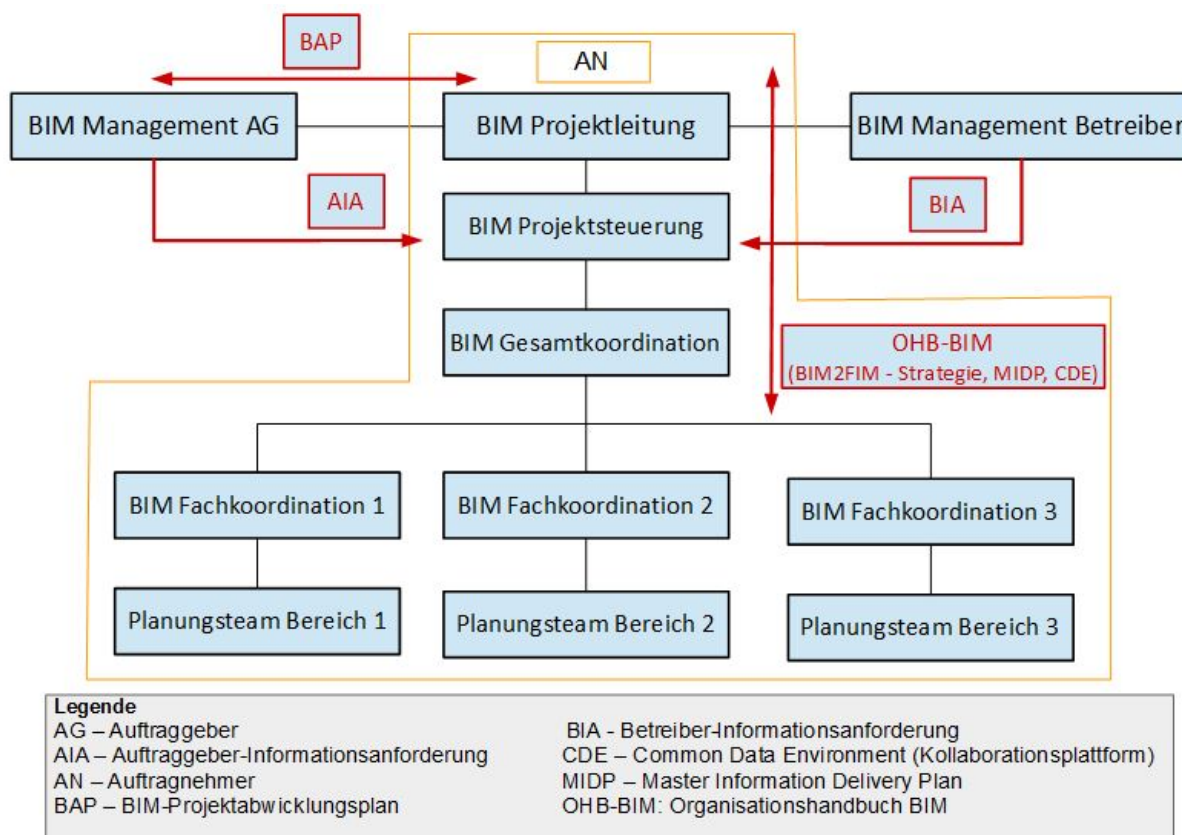 BAP
AN
BIM Management AG
BIM Projektleitung
BIM Management Betreiber
AIA
BIM Projektsteuerung
BIA
BIM Gesamtkoordination
OHB-BIM
(BIM2FIM - Strategie, MIDP, CDE)
BIM Fachkoordination 1
BIM Fachkoordination 2
BIM Fachkoordination 3
Planungsteam Bereich 1
Planungsteam Bereich 2
Planungsteam Bereich 3
Legende
AG – Auftraggeber
AIA – Auftraggeber-Informationsanforderung
AN – Auftragnehmer
BAP – BIM-Projektabwicklungsplan
BIA - Betreiber-Informationsanforderung
CDE – Common Data Environment (Kollaborationsplattform)
MIDP – Master Information Delivery Plan
OHB-BIM: Organisationshandbuch BIM